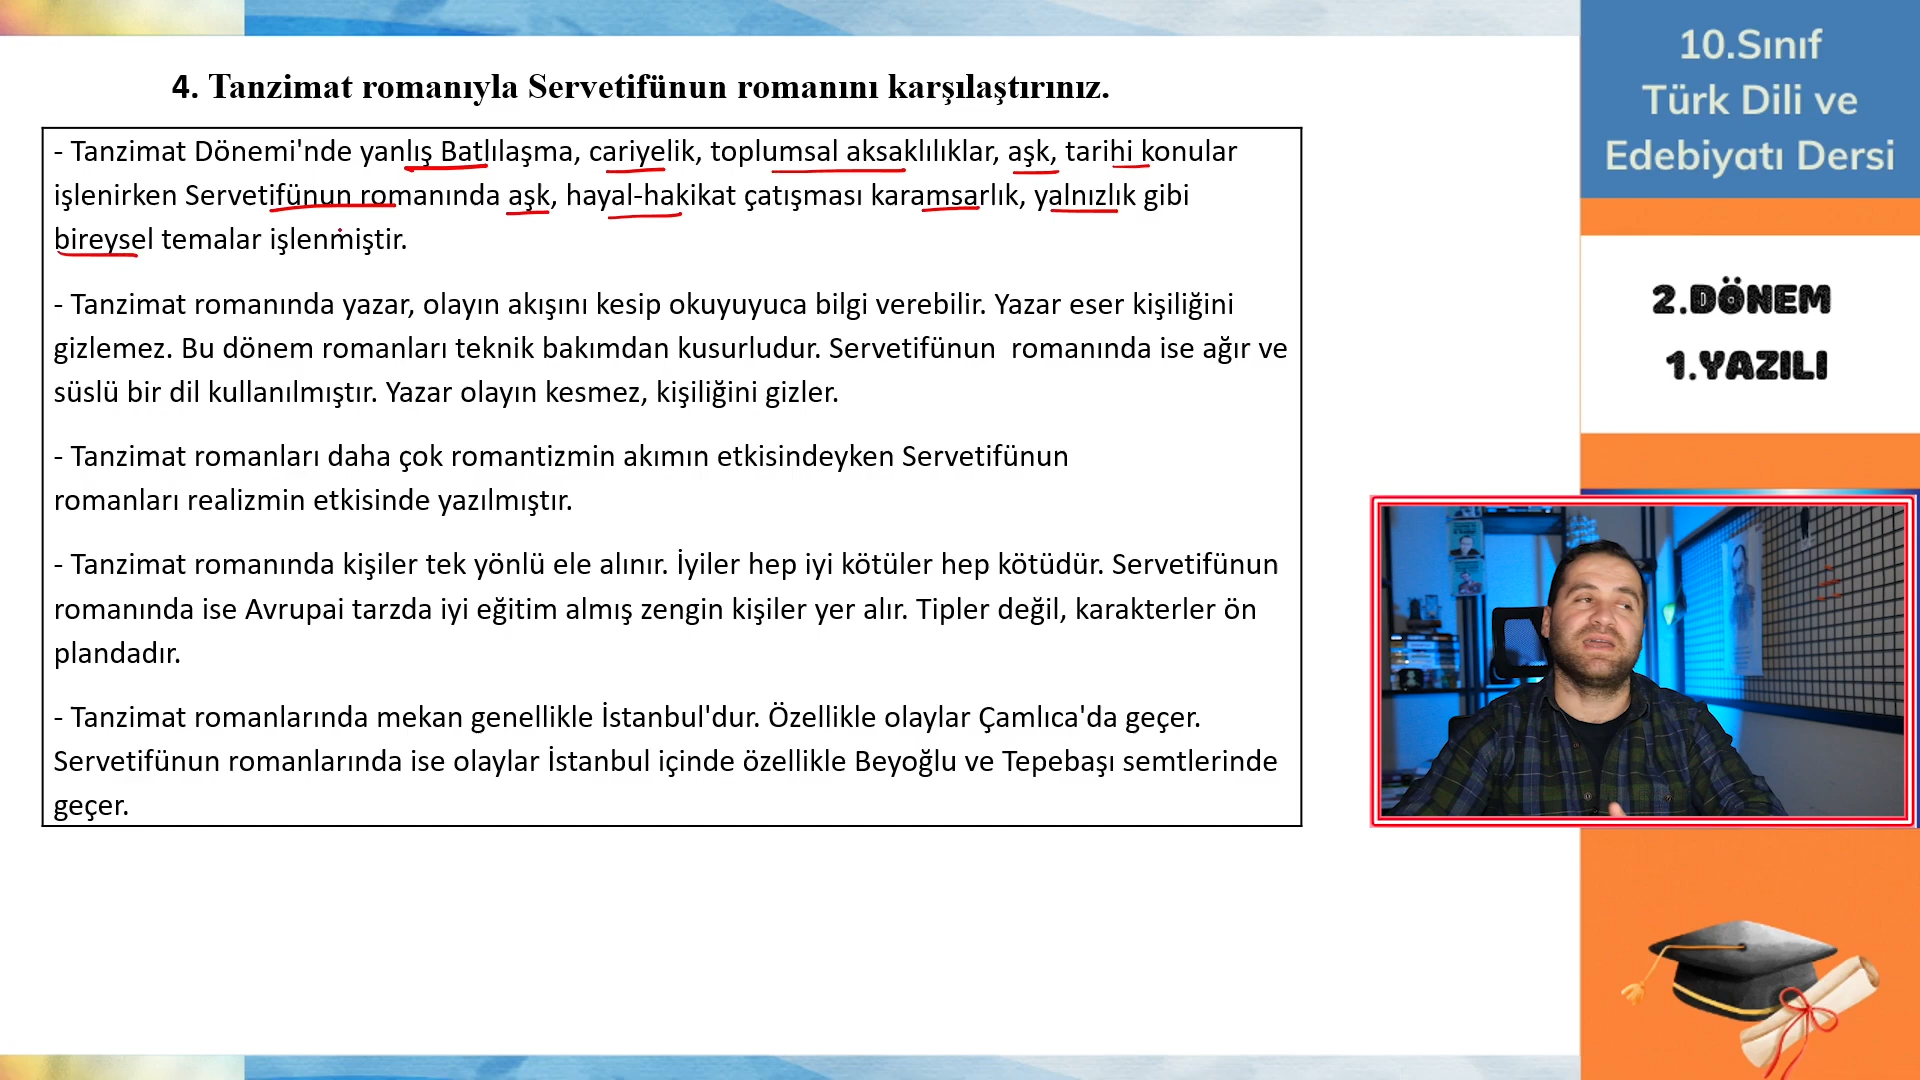 4. Tanzimat romanıyla Servetifünun romanını karşılaştırınız.
- Tanzimat Dönemi'nde yanlış Batlılaşma, cariyelik, toplumsal aksaklılıklar, aşk, tarihi konular
işlenirken Servetifünun romanında aşk, hayal-hakikat çatışması karamsarlık, yalnızlık gibi
bireysel temalar işlenmiştir.
- Tanzimat romanında yazar, olayın akışını kesip okuyuyuca bilgi verebilir. Yazar eser kişiliğini
gizlemez. Bu dönem romanları teknik bakımdan kusurludur. Servetifünun  romanında ise ağır ve
süslü bir dil kullanılmıştır. Yazar olayın kesmez, kişiliğini gizler.
- Tanzimat romanları daha çok romantizmin akımın etkisindeyken Servetifünun
romanları realizmin etkisinde yazılmıştır.
- Tanzimat romanında kişiler tek yönlü ele alınır. İyiler hep iyi kötüler hep kötüdür. Servetifünun
romanında ise Avrupai tarzda iyi eğitim almış zengin kişiler yer alır. Tipler değil, karakterler ön
plandadır.
- Tanzimat romanlarında mekan genellikle İstanbul'dur. Özellikle olaylar Çamlıca'da geçer.
Servetifünun romanlarında ise olaylar İstanbul içinde özellikle Beyoğlu ve Tepebaşı semtlerinde
geçer.
10.Sınıf
Türk Dili ve
Edebiyatı Dersi
2.DÖNEM
1.YAZILI